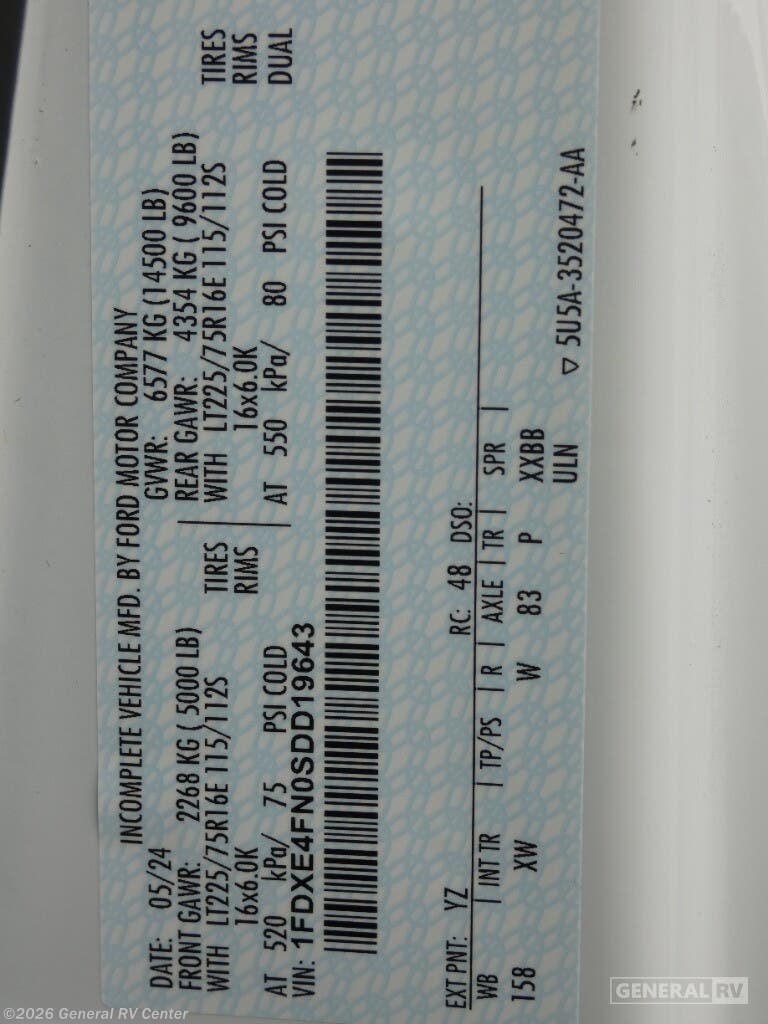 INCOMPLETE VEHICLE MFD. BY FORD MOTOR COMPANY
DATE: 05/24 GVWR: 6577 KG (14500 LB)
FRONT GAWR: 2268 KG ( 5000 LB) REAR GAWR: 4354 KG ( 9600 LB)
WITH LT225/75R16E 115/112S TIRES WITH LT225/75R16E 115/112S TIRES
16x6.0K RIMS 16x6.0K RIMS
AT 520 kPa/ 75 PSI COLD AT 550 kPa/ 80 PSI COLD DUAL
VIN: 1FDXE4FN0SDD19643
EXT PNT: YZ RC: 48 DSO:
WB INT TR TP/PS R AXLE TR SPR
158 XW W 83 P XXBB
ULN
▽ 5U5A-3520472-AA
GENERAL RV
©2026 General RV Center